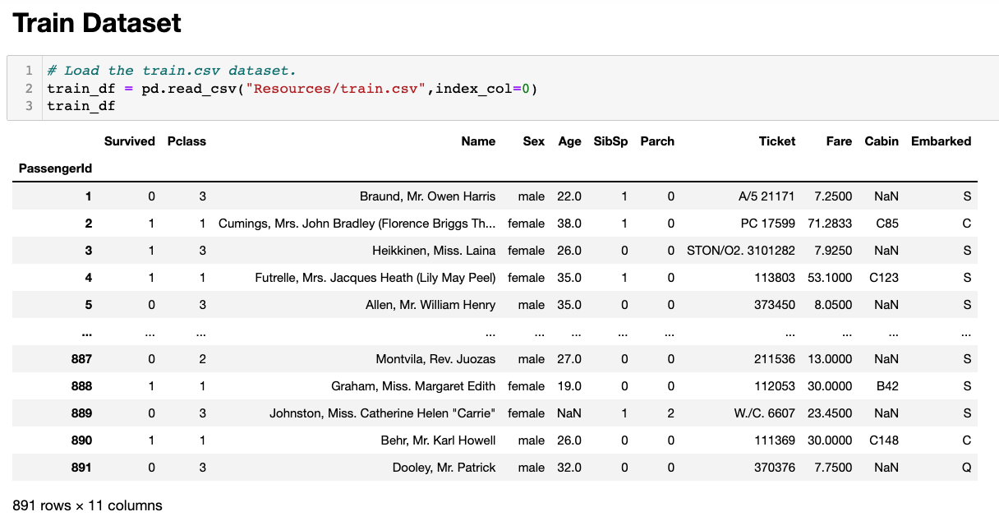 Train Dataset
1 # Load the train.csv dataset.
2 train_df = pd.read_csv("Resources/train.csv",index_col=0)
3 train_df
Survived Pclass Name Sex Age SibSp Parch Ticket Fare Cabin Embarked
PassengerId
1 0 3 Braund, Mr. Owen Harris male 22.0 1 0 A/5 21171 7.2500 NaN S
2 1 1 Cumings, Mrs. John Bradley (Florence Briggs Th... female 38.0 1 0 PC 17599 71.2833 C85 C
3 1 3 Heikkinen, Miss. Laina female 26.0 0 0 STON/O2. 3101282 7.9250 NaN S
4 1 1 Futrelle, Mrs. Jacques Heath (Lily May Peel) female 35.0 1 0 113803 53.1000 C123 S
5 0 3 Allen, Mr. William Henry male 35.0 0 0 373450 8.0500 NaN S
... ... ... ... ... ... ... ... ... ... ... ...
887 0 2 Montvila, Rev. Juozas male 27.0 0 0 211536 13.0000 NaN S
888 1 1 Graham, Miss. Margaret Edith female 19.0 0 0 112053 30.0000 B42 S
889 0 3 Johnston, Miss. Catherine Helen "Carrie" female NaN 1 2 W./C. 6607 23.4500 NaN S
890 1 1 Behr, Mr. Karl Howell male 26.0 0 0 111369 30.0000 C148 C
891 0 3 Dooley, Mr. Patrick male 32.0 0 0 370376 7.7500 NaN Q
891 rows × 11 columns